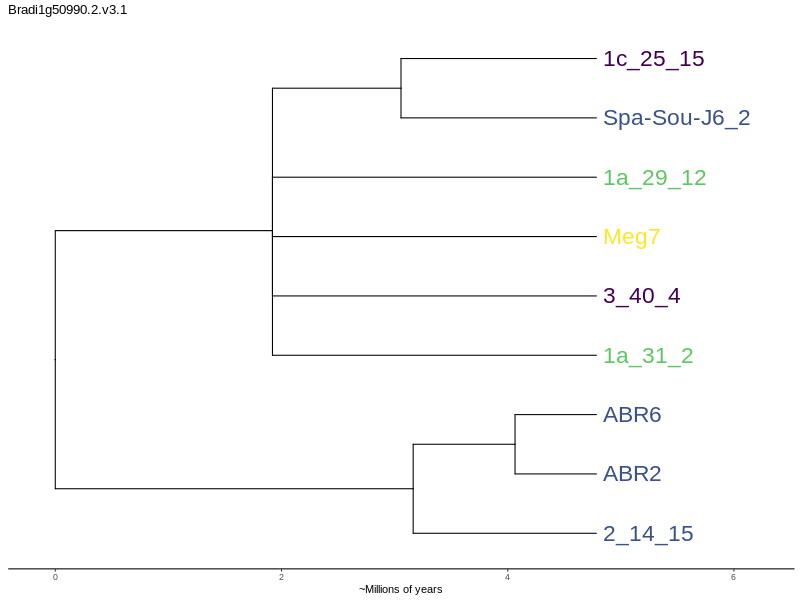 Bradi1g50990.2.v3.1
1c_25_15
Spa-Sou-J6_2
1a_29_12
Meg7
3_40_4
1a_31_2
ABR6
ABR2
2_14_15
0 2 4 6
~Millions of years